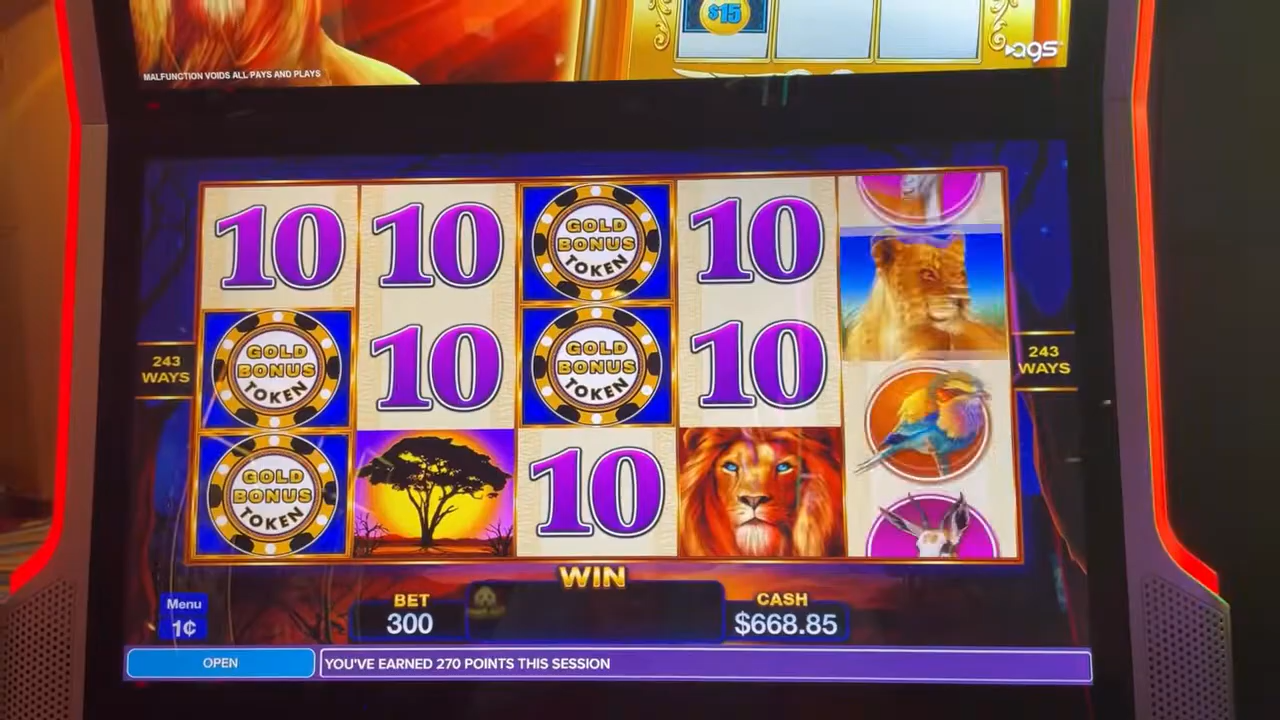 $15
AGS
MALFUNCTION VOIDS ALL PAYS AND PLAYS
10 10 GOLD BONUS TOKEN 10
243 WAYS
GOLD BONUS TOKEN 10 GOLD BONUS TOKEN 10
243 WAYS
GOLD BONUS TOKEN 10
WIN
Menu
1¢
BET
300
CASH
$668.85
OPEN
YOU'VE EARNED 270 POINTS THIS SESSION